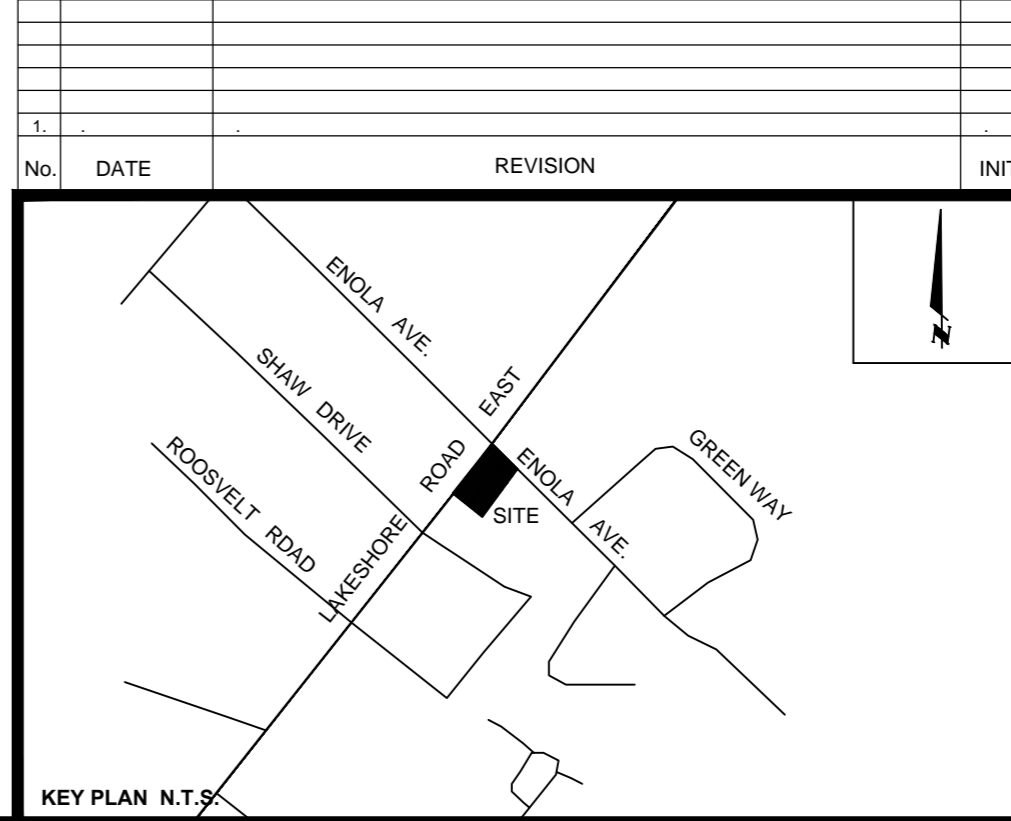 1. . . .
No. DATE REVISION INIT
ENOLA AVE.
SHAW DRIVE
ROOSVELT RDAD
LAKESHORE ROAD EAST
SITE
ENOLA AVE.
GREEN WAY
N
KEY PLAN N.T.S.